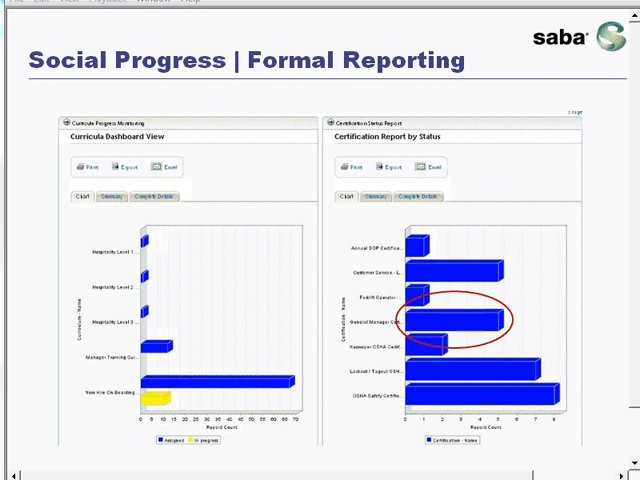 File Edit View Playback Window Help
saba
Social Progress | Formal Reporting
Curricula Progress Monitoring
Curricula Dashboard View
Print Export Excel
Chart Summary Complete Details
Hospitality Level 1...
Hospitality Level 2...
Hospitality Level 3...
Manager Training Cur...
New Hire On Boarding...
Curriculum - Name
0 5 10 15 20 25 30 35 40 45 50 55 60 65 70
Record Count
Assigned In progress
Certification Status Report
Certification Report by Status
Print Export Excel
Chart Summary Complete Details
Annual SOP Certifica...
Customer Service - L...
Forklift Operator-...
General Manager Cert...
Hazwoper OSHA Certif...
Lockout / Tagout OSH...
OSHA Safety Certifie...
Certification - Name
0 1 2 3 4 5 6 7 8
Record Count
Certification - Name